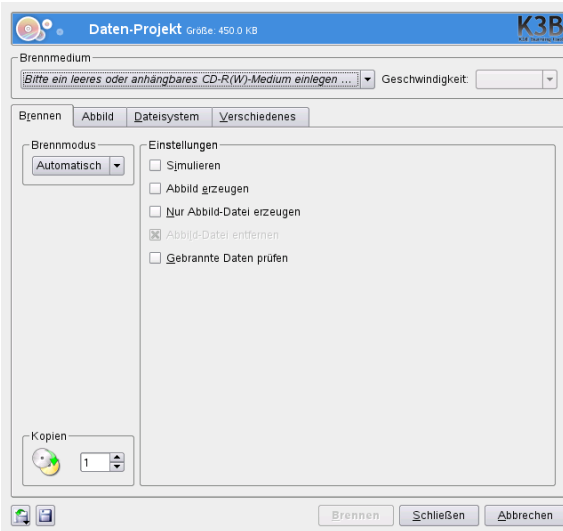 Daten-Projekt Größe: 450.0 KB
K3B
Brennmedium
Bitte ein leeres oder anhängbares CD-R(W)-Medium einlegen ...
Geschwindigkeit:
Brennen Abbild Dateisystem Verschiedenes
Brennmodus
Automatisch
Einstellungen
Simulieren
Abbild erzeugen
Nur Abbild-Datei erzeugen
Abbild-Datei entfernen
Gebrannte Daten prüfen
Kopien
1
Brennen Schließen Abbrechen